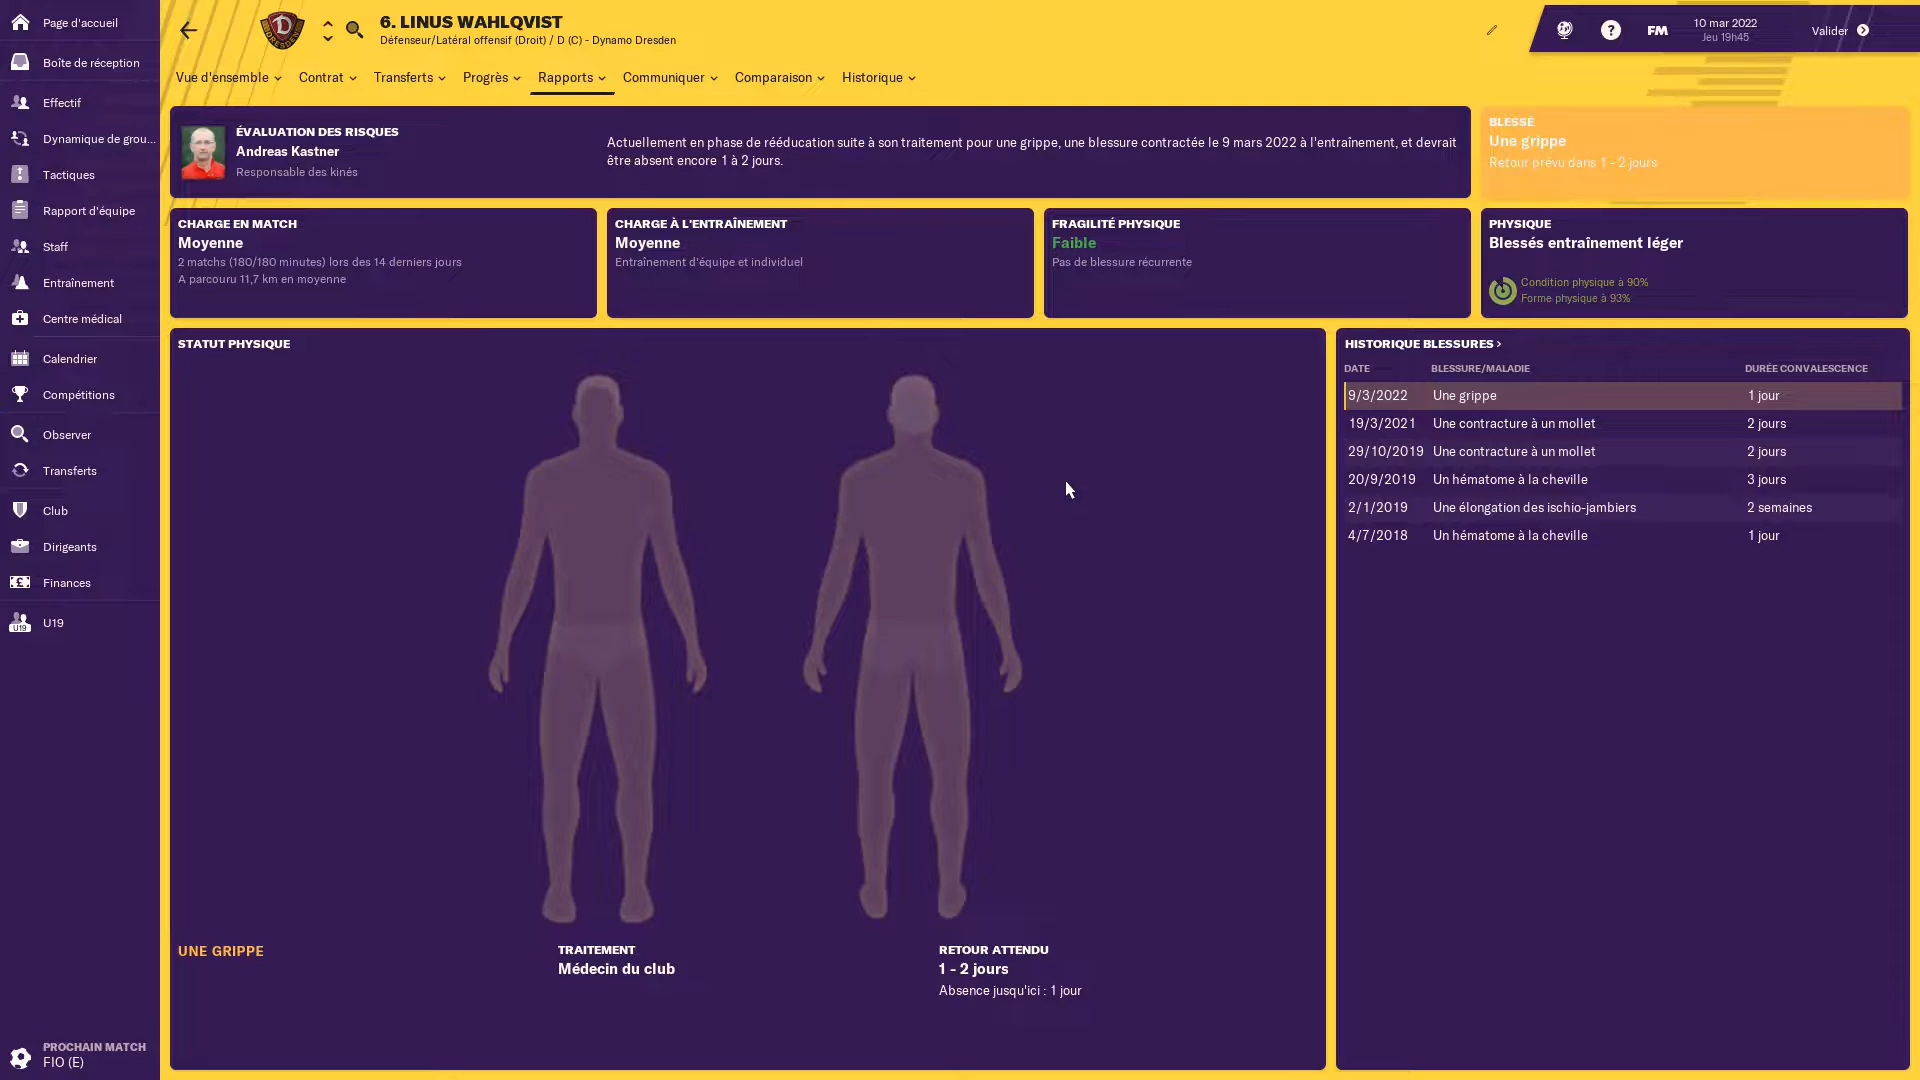 Page d'accueil
Boîte de réception
Effectif
Dynamique de grou...
Tactiques
Rapport d'équipe
Staff
Entraînement
Centre médical
Calendrier
Compétitions
Observer
Transferts
Club
Dirigeants
Finances
U19
U19
PROCHAIN MATCH
FIO (E)
6. LINUS WAHLQVIST
Défenseur/Latéral offensif (Droit) / D (C) - Dynamo Dresden
?
FM
10 mar 2022
Jeu 19h45
Valider
Vue d'ensemble
Contrat
Transferts
Progrès
Rapports
Communiquer
Comparaison
Historique
ÉVALUATION DES RISQUES
Andreas Kastner
Responsable des kinés
Actuellement en phase de rééducation suite à son traitement pour une grippe, une blessure contractée le 9 mars 2022 à l'entraînement, et devrait
être absent encore 1 à 2 jours.
BLESSÉ
Une grippe
Retour prévu dans 1 - 2 jours
CHARGE EN MATCH
Moyenne
2 matchs (180/180 minutes) lors des 14 derniers jours
A parcouru 11,7 km en moyenne
CHARGE À L'ENTRAÎNEMENT
Moyenne
Entraînement d'équipe et individuel
FRAGILITÉ PHYSIQUE
Faible
Pas de blessure récurrente
PHYSIQUE
Blessés entraînement léger
Condition physique à 90%
Forme physique à 93%
STATUT PHYSIQUE
UNE GRIPPE
TRAITEMENT
Médecin du club
RETOUR ATTENDU
1 - 2 jours
Absence jusqu'ici : 1 jour
HISTORIQUE BLESSURES >
DATE BLESSURE/MALADIE DURÉE CONVALESCENCE
9/3/2022 Une grippe 1 jour
19/3/2021 Une contracture à un mollet 2 jours
29/10/2019 Une contracture à un mollet 2 jours
20/9/2019 Un hématome à la cheville 3 jours
2/1/2019 Une élongation des ischio-jambiers 2 semaines
4/7/2018 Un hématome à la cheville 1 jour